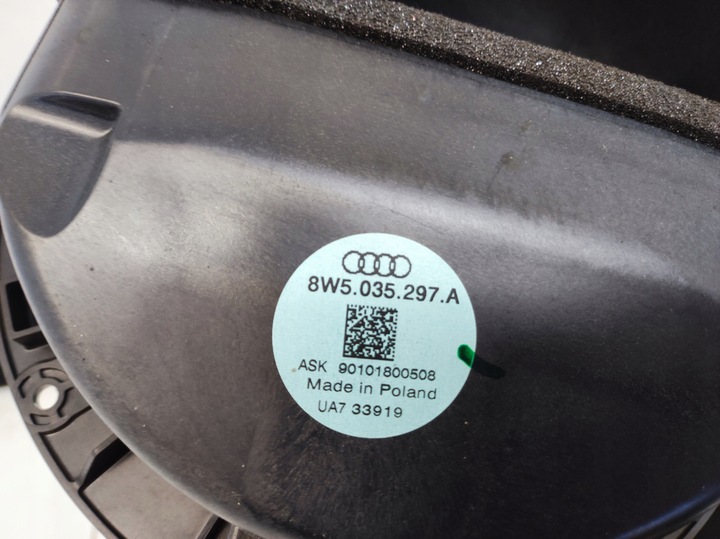 8W5.035.297.A
ASK 90101800508
Made in Poland
UA7 33919